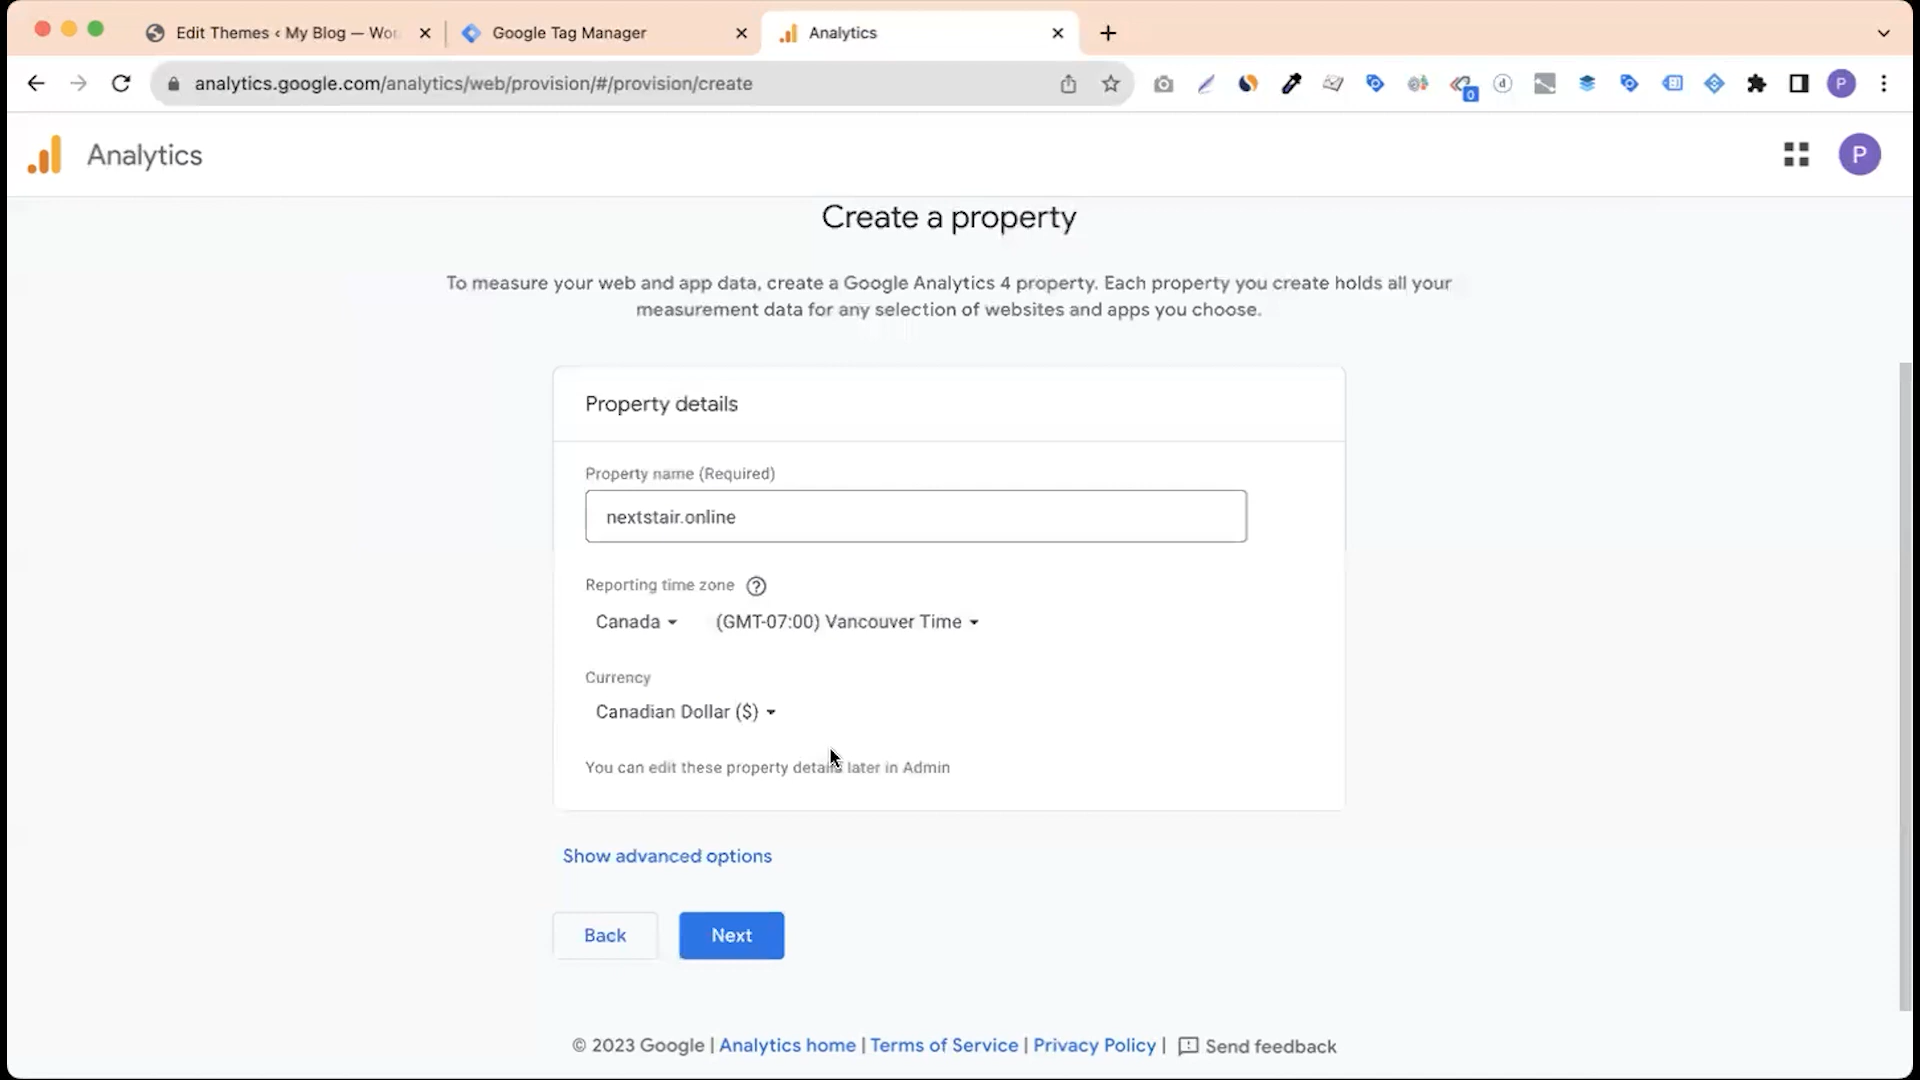 Edit Themes ‹ My Blog — Wor
Google Tag Manager
Analytics
analytics.google.com/analytics/web/provision/#/provision/create
0
d
P
Analytics
P
Create a property
To measure your web and app data, create a Google Analytics 4 property. Each property you create holds all your
measurement data for any selection of websites and apps you choose.
Property details
Property name (Required)
nextstair.online
Reporting time zone ?
Canada (GMT-07:00) Vancouver Time
Currency
Canadian Dollar ($)
You can edit these property details later in Admin
Show advanced options
Back Next
© 2023 Google | Analytics home | Terms of Service | Privacy Policy | Send feedback